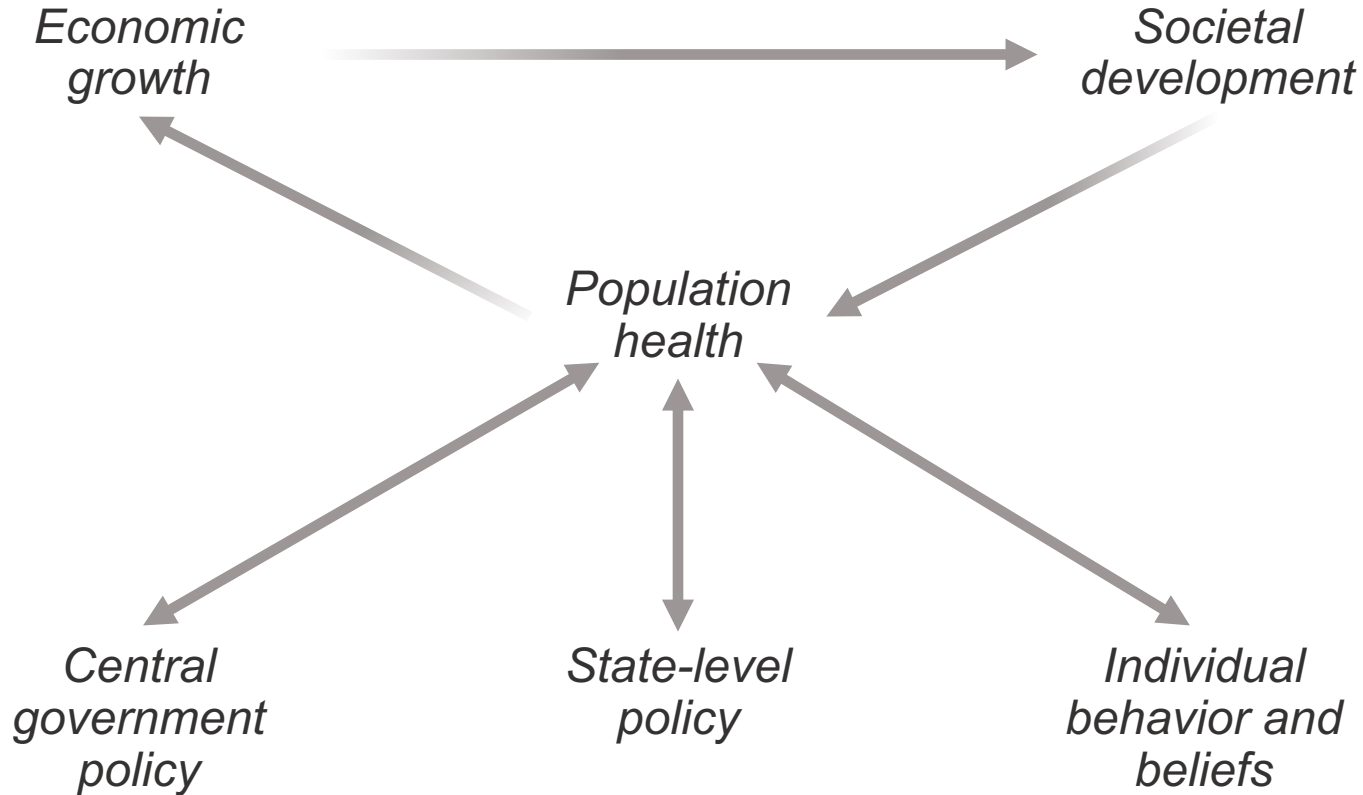 Economic
growth
Societal
development
Population
health
Central
government
policy
State-level
policy
Individual
behavior and
beliefs